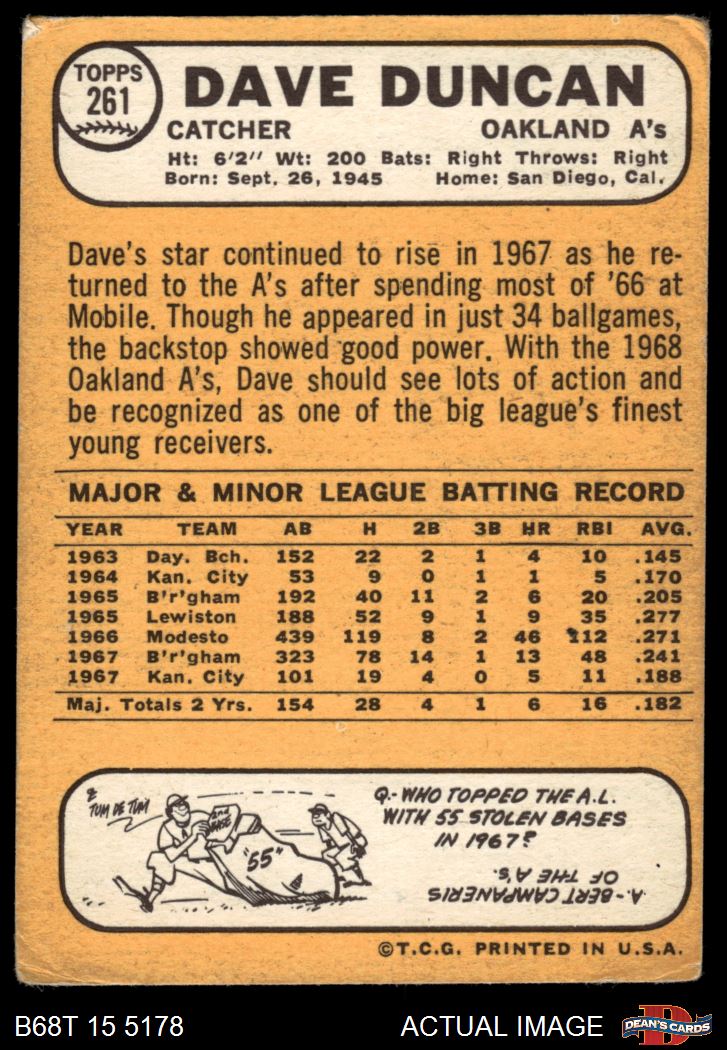 TOPPS
261
DAVE DUNCAN
CATCHER OAKLAND A's
Ht: 6'2" Wt: 200 Bats: Right Throws: Right
Born: Sept. 26, 1945 Home: San Diego, Cal.
Dave's star continued to rise in 1967 as he re-
turned to the A's after spending most of '66 at
Mobile. Though he appeared in just 34 ballgames,
the backstop showed good power. With the 1968
Oakland A's, Dave should see lots of action and
be recognized as one of the big league's finest
young receivers.
MAJOR & MINOR LEAGUE BATTING RECORD
YEAR TEAM AB H 2B 3B HR RBI AVG.
1963 Day. Bch. 152 22 2 1 4 10 .145
1964 Kan. City 53 9 0 1 1 5 .170
1965 B'r'gham 192 40 11 2 6 20 .205
1965 Lewiston 188 52 9 1 9 35 .277
1966 Modesto 439 119 8 2 46 112 .271
1967 B'r'gham 323 78 14 1 13 48 .241
1967 Kan. City 101 19 4 0 5 11 .188
Maj. Totals 2 Yrs. 154 28 4 1 6 16 .182
TUM DE TUM
2nd
BASE
A
"55"
Q.- WHO TOPPED THE A.L.
WITH 55 STOLEN BASES
IN 1967?
A.- BERT CAMPANERIS
OF THE A'S.
©T.C.G. PRINTED IN U.S.A.
B68T 15 5178 ACTUAL IMAGE
D
DEAN'S CARDS